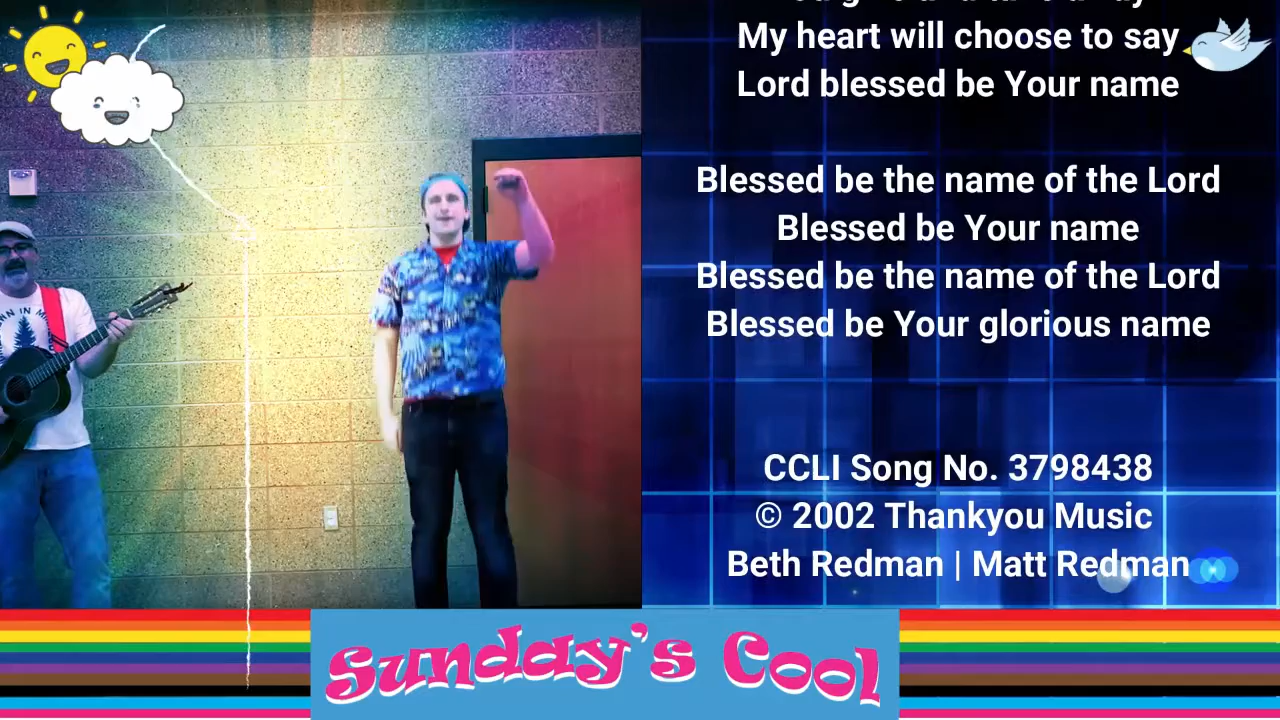 My heart will choose to say
Lord blessed be Your name
Blessed be the name of the Lord
Blessed be Your name
Blessed be the name of the Lord
Blessed be Your glorious name
CCLI Song No. 3798438
© 2002 Thankyou Music
Beth Redman | Matt Redman
Sunday's Cool